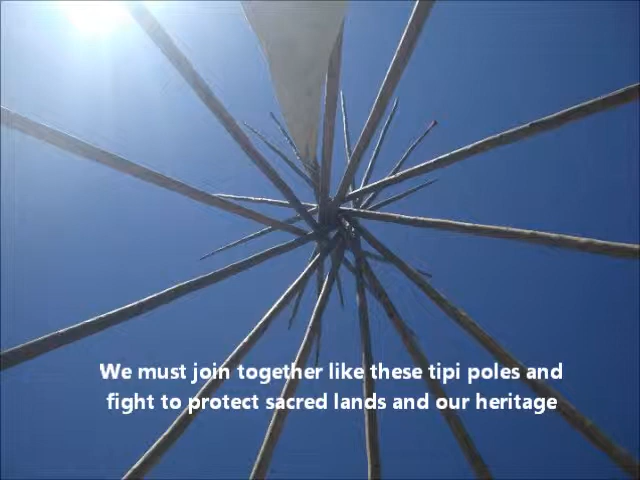 We must join together like these tipi poles and
fight to protect sacred lands and our heritage